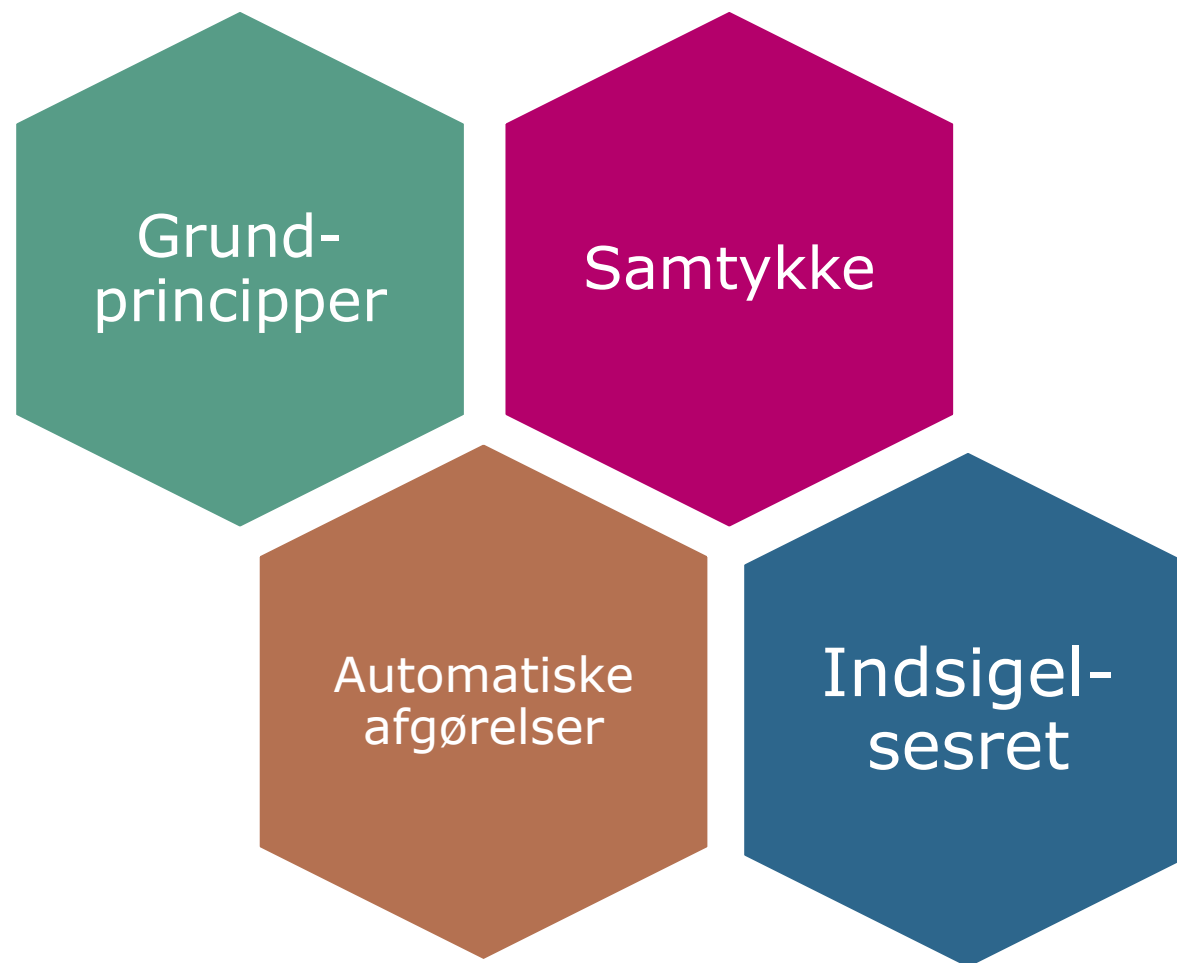 Grund-
principper
Samtykke
Automatiske
afgørelser
Indsigel-
sesret